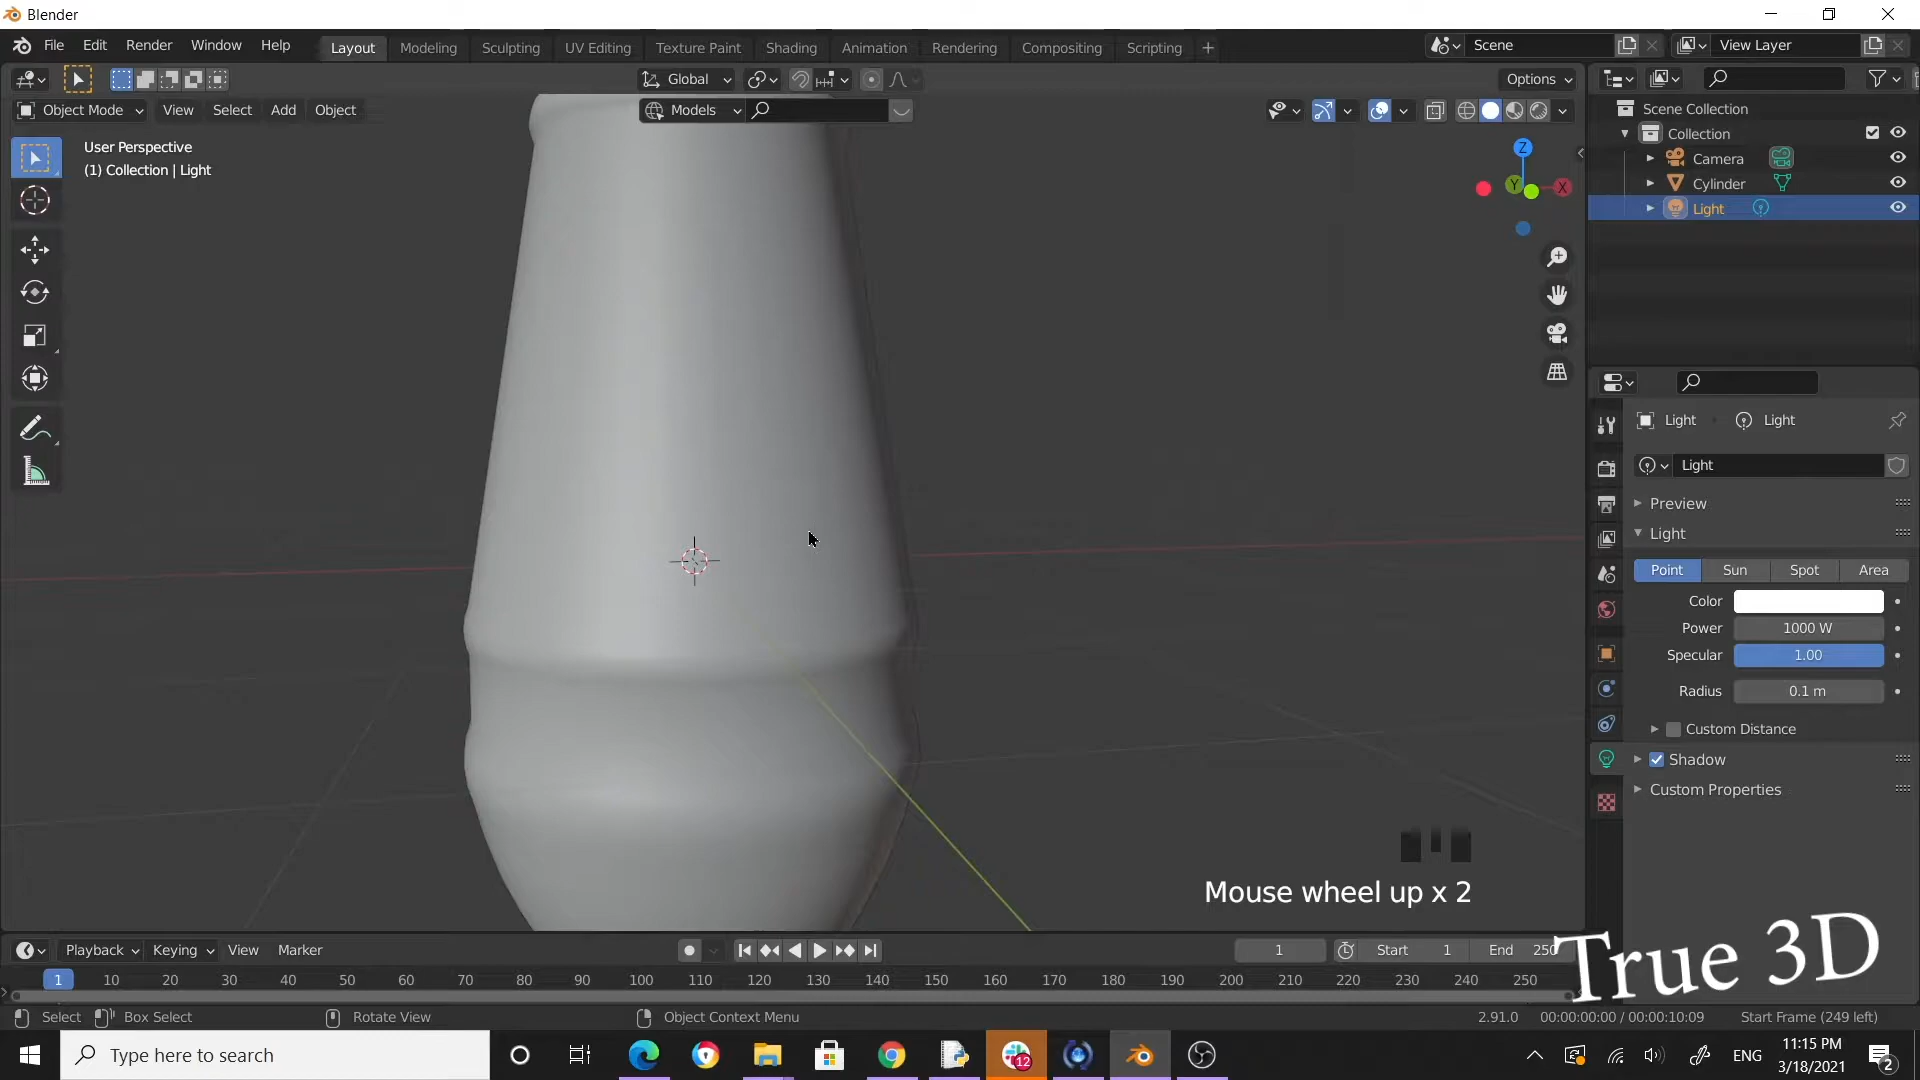 Blender
File Edit Render Window Help Layout Modeling Sculpting UV Editing Texture Paint Shading Animation Rendering Compositing Scripting + Scene View Layer
Global Options
Object Mode View Select Add Object Models
Scene Collection
User Perspective
(1) Collection | Light
Collection
Camera
Cylinder
Light
Z
Y
X
Light Light
Light
Preview
Light
Point Sun Spot Area
Color
Power 1000 W
Specular 1.00
Radius 0.1 m
Custom Distance
Shadow
Custom Properties
Mouse wheel up x 2
True 3D
Playback Keying View Marker 1 Start 1 End 250
1 10 20 30 40 50 60 70 80 90 100 110 120 130 140 150 160 170 180 190 200 210 220 230 240 250
Select Box Select Rotate View Object Context Menu 2.91.0 00:00:00:00 / 00:00:10:09 Start Frame (249 left)
Type here to search 12 ENG 11:15 PM
3/18/2021 2